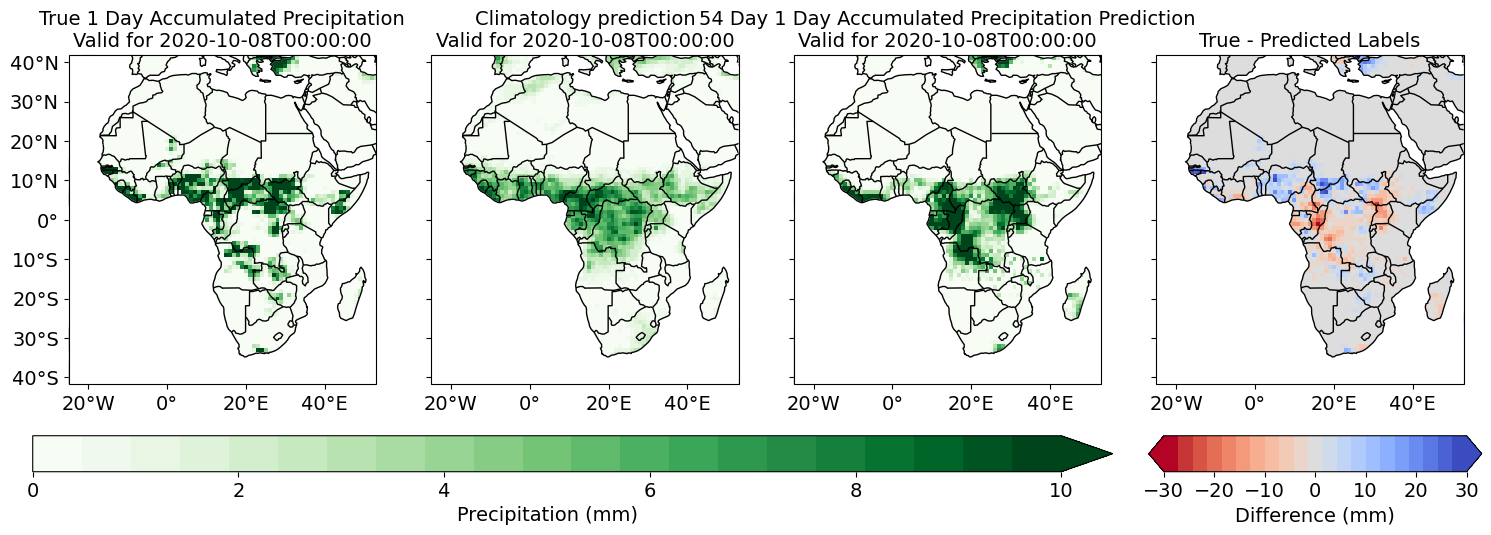 True 1 Day Accumulated Precipitation
Valid for 2020-10-08T00:00:00
Climatology prediction
Valid for 2020-10-08T00:00:00
54 Day 1 Day Accumulated Precipitation Prediction
Valid for 2020-10-08T00:00:00
True - Predicted Labels
40°N
30°N
20°N
10°N
0°
10°S
20°S
30°S
40°S
20°W 0° 20°E 40°E
20°W 0° 20°E 40°E
20°W 0° 20°E 40°E
20°W 0° 20°E 40°E
0 2 4 6 8 10
Precipitation (mm)
−30 −20 −10 0 10 20 30
Difference (mm)